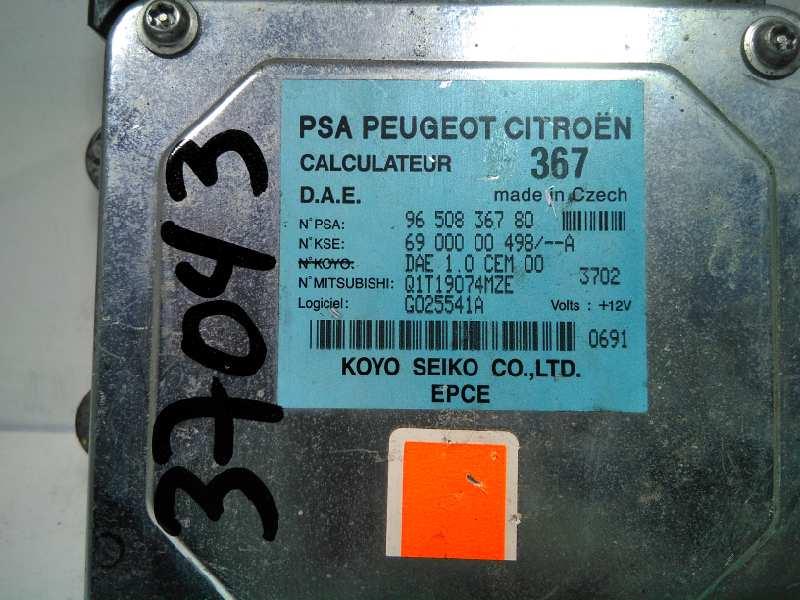 PSA PEUGEOT CITROËN
CALCULATEUR 367
D.A.E. made in Czech
N°PSA: 96 508 367 80
N°KSE: 69 000 00 498/--A
N°KOYO: DAE 1.0 CEM 00
N°MITSUBISHI: Q1T19074MZE 3702
Logiciel: G025541A Volts : +12V
0691
KOYO SEIKO CO.,LTD.
EPCE
37043